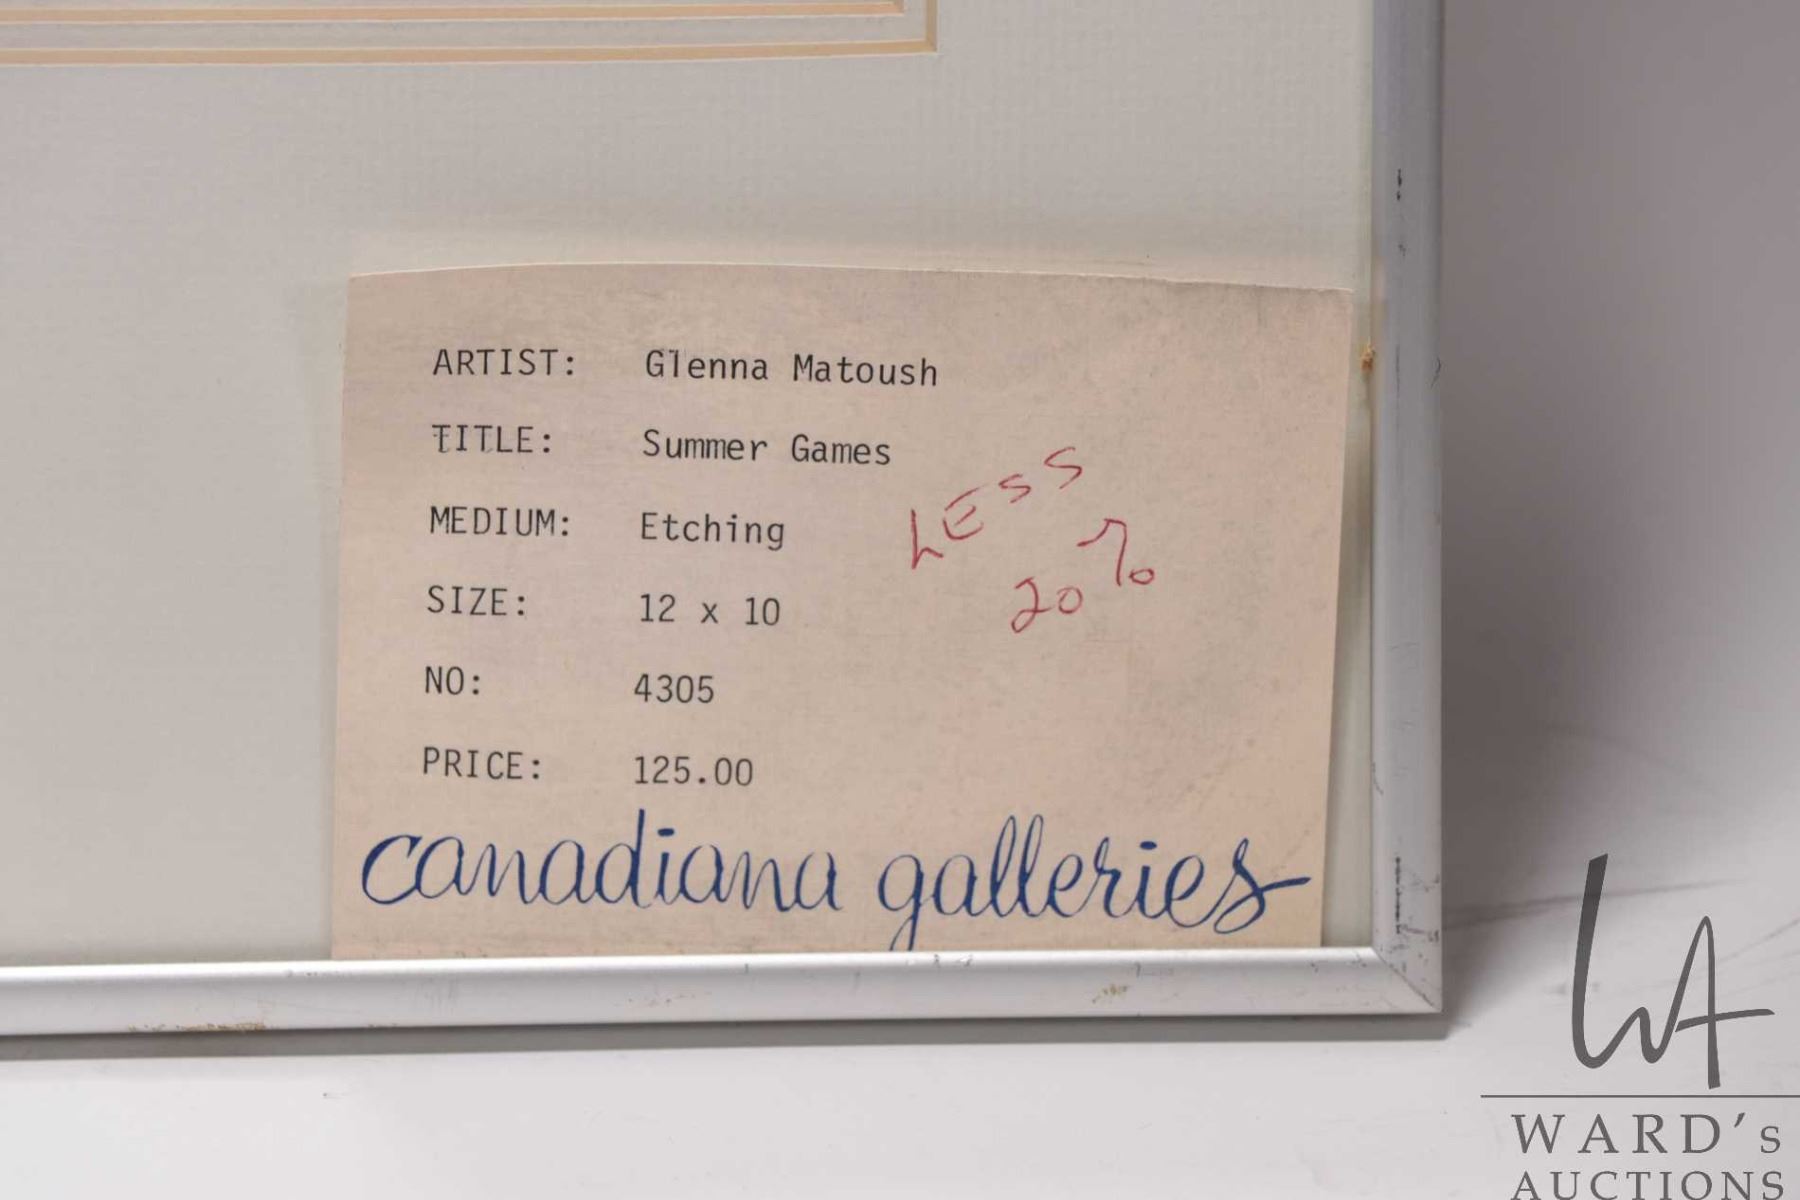 ARTIST: Glenna Matoush
TITLE: Summer Games
MEDIUM: Etching
SIZE: 12 x 10
NO: 4305
PRICE: 125.00
LESS
20%
canadiana galleries
WA
WARD's
AUCTIONS